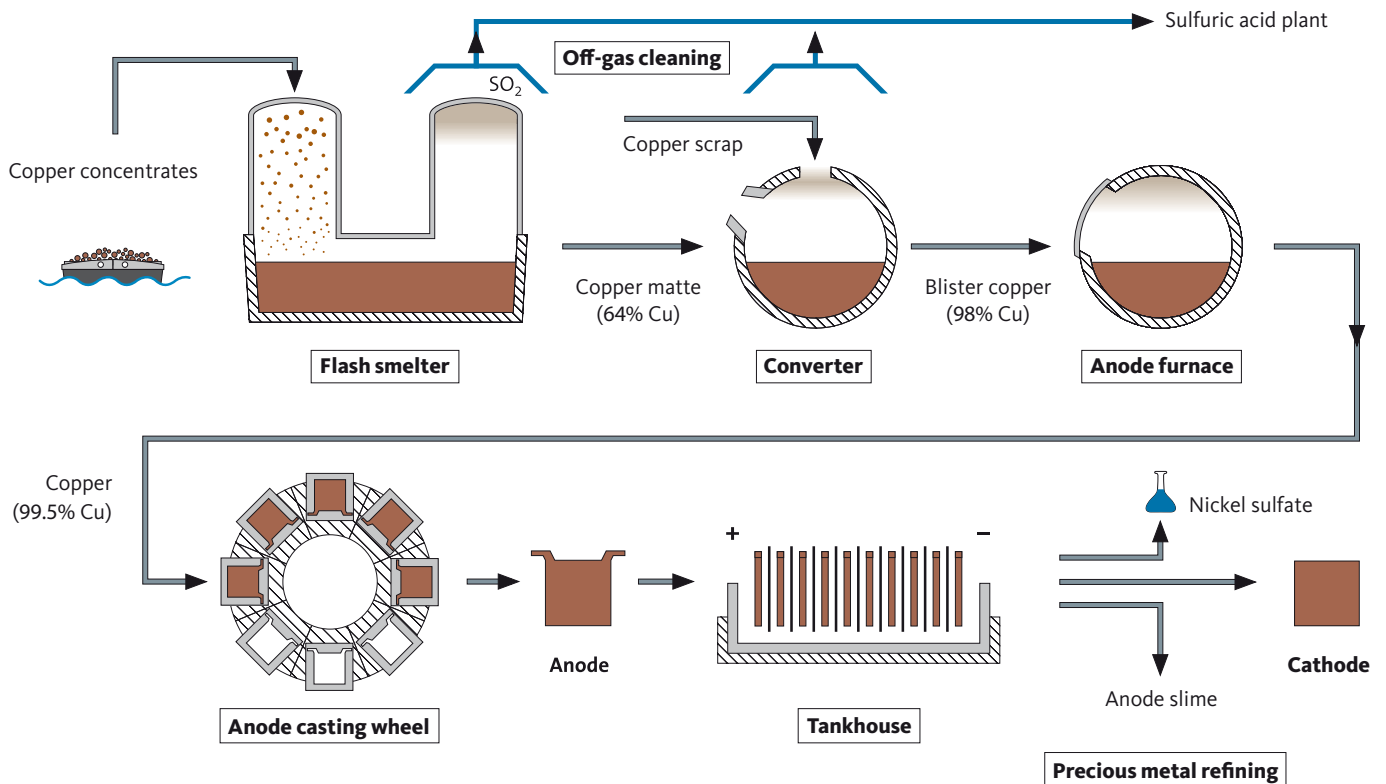 Sulfuric acid plant
Off-gas cleaning
SO₂
Copper concentrates
Copper scrap
Copper matte
(64% Cu)
Blister copper
(98% Cu)
Flash smelter
Converter
Anode furnace
Copper
(99.5% Cu)
+
–
Nickel sulfate
Anode
Cathode
Anode slime
Anode casting wheel
Tankhouse
Precious metal refining